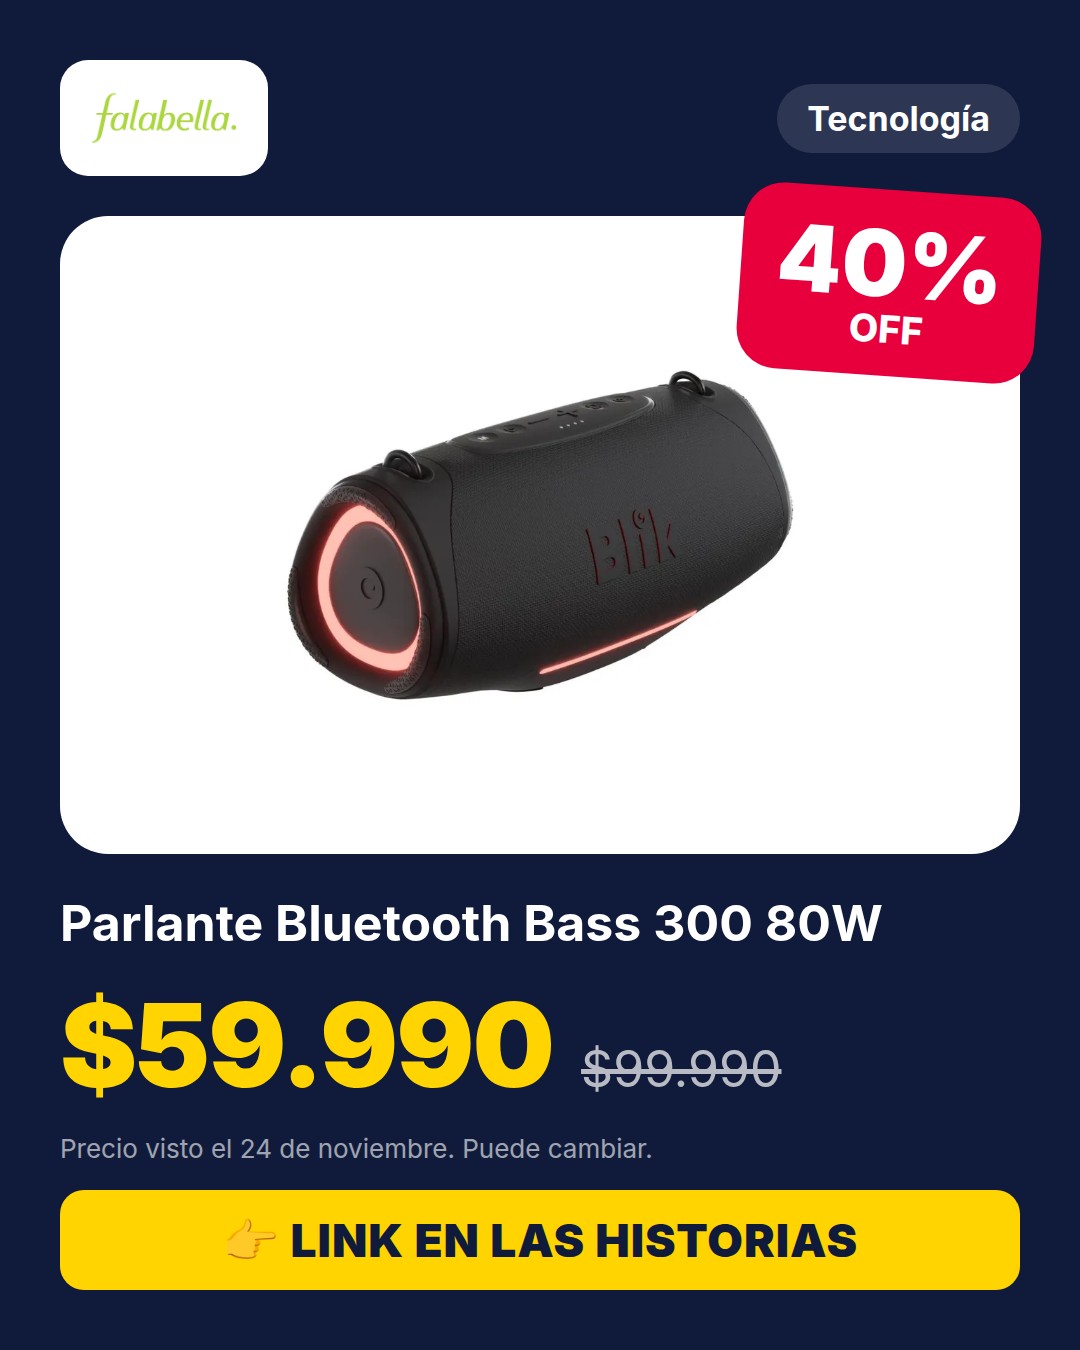 falabella.
Tecnología
40%
OFF
Blik
Parlante Bluetooth Bass 300 80W
$59.990 $99.990
Precio visto el 24 de noviembre. Puede cambiar.
👉 LINK EN LAS HISTORIAS